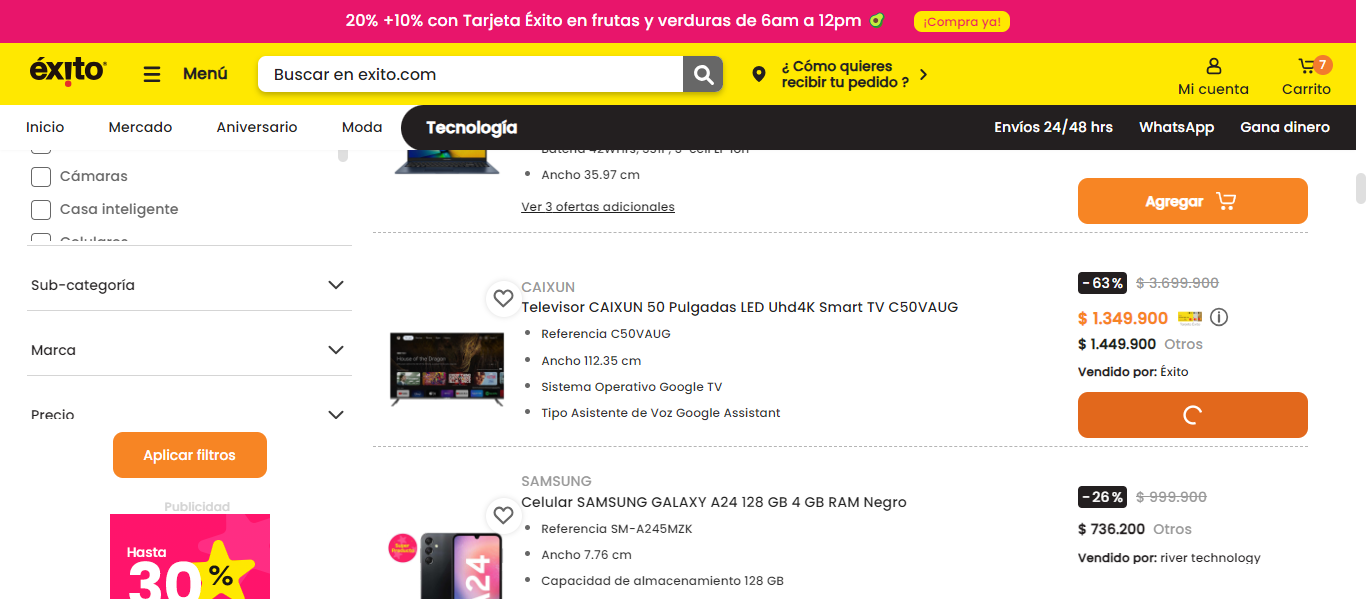 20% +10% con Tarjeta Éxito en frutas y verduras de 6am a 12pm
¡Compra ya!
éxito
Menú
Buscar en exito.com
¿ Cómo quieres
recibir tu pedido ?
Mi cuenta
7
Carrito
Inicio
Mercado
Aniversario
Moda
Tecnología
Envíos 24/48 hrs
WhatsApp
Gana dinero
Cámaras
Casa inteligente
Celulares
Sub-categoría
Marca
Precio
Aplicar filtros
Publicidad
Hasta
30%
Ancho 35.97 cm
Ver 3 ofertas adicionales
Agregar
CAIXUN
Televisor CAIXUN 50 Pulgadas LED Uhd4K Smart TV C50VAUG
Referencia C50VAUG
Ancho 112.35 cm
Sistema Operativo Google TV
Tipo Asistente de Voz Google Assistant
-63%
$ 3.699.900
$ 1.349.900
$ 1.449.900 Otros
Vendido por: Éxito
SAMSUNG
Celular SAMSUNG GALAXY A24 128 GB 4 GB RAM Negro
Referencia SM-A245MZK
Ancho 7.76 cm
Capacidad de almacenamiento 128 GB
A24
-26%
$ 999.900
$ 736.200 Otros
Vendido por: river technology